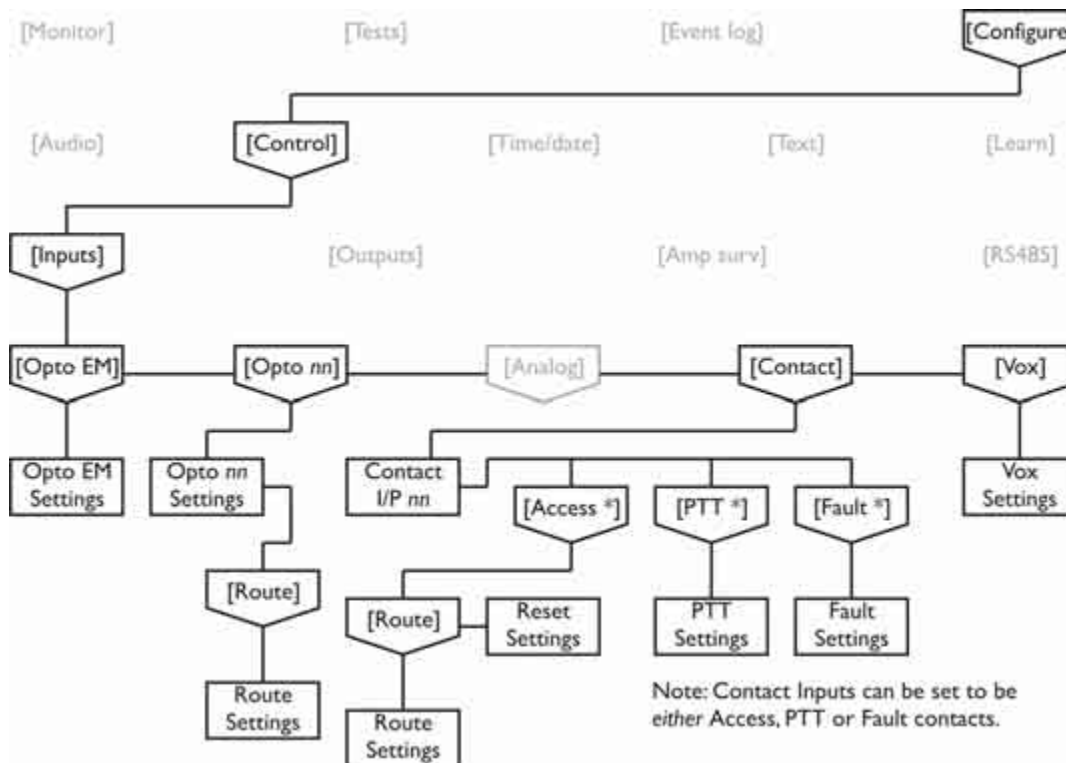 [Monitor] [Tests] [Event log] [Configure]
[Audio] [Control] [Time/date] [Text] [Learn]
[Inputs] [Outputs] [Amp surv] [RS485]
[Opto EM] [Opto nn] [Analog] [Contact] [Vox]
Opto EM
Settings
Opto nn
Settings
Contact
I/P nn
Vox
Settings
[Access *] [PTT *] [Fault *]
[Route]
[Route]
Reset
Settings
PTT
Settings
Fault
Settings
Route
Settings
Route
Settings
Note: Contact Inputs can be set to be
either Access, PTT or Fault contacts.